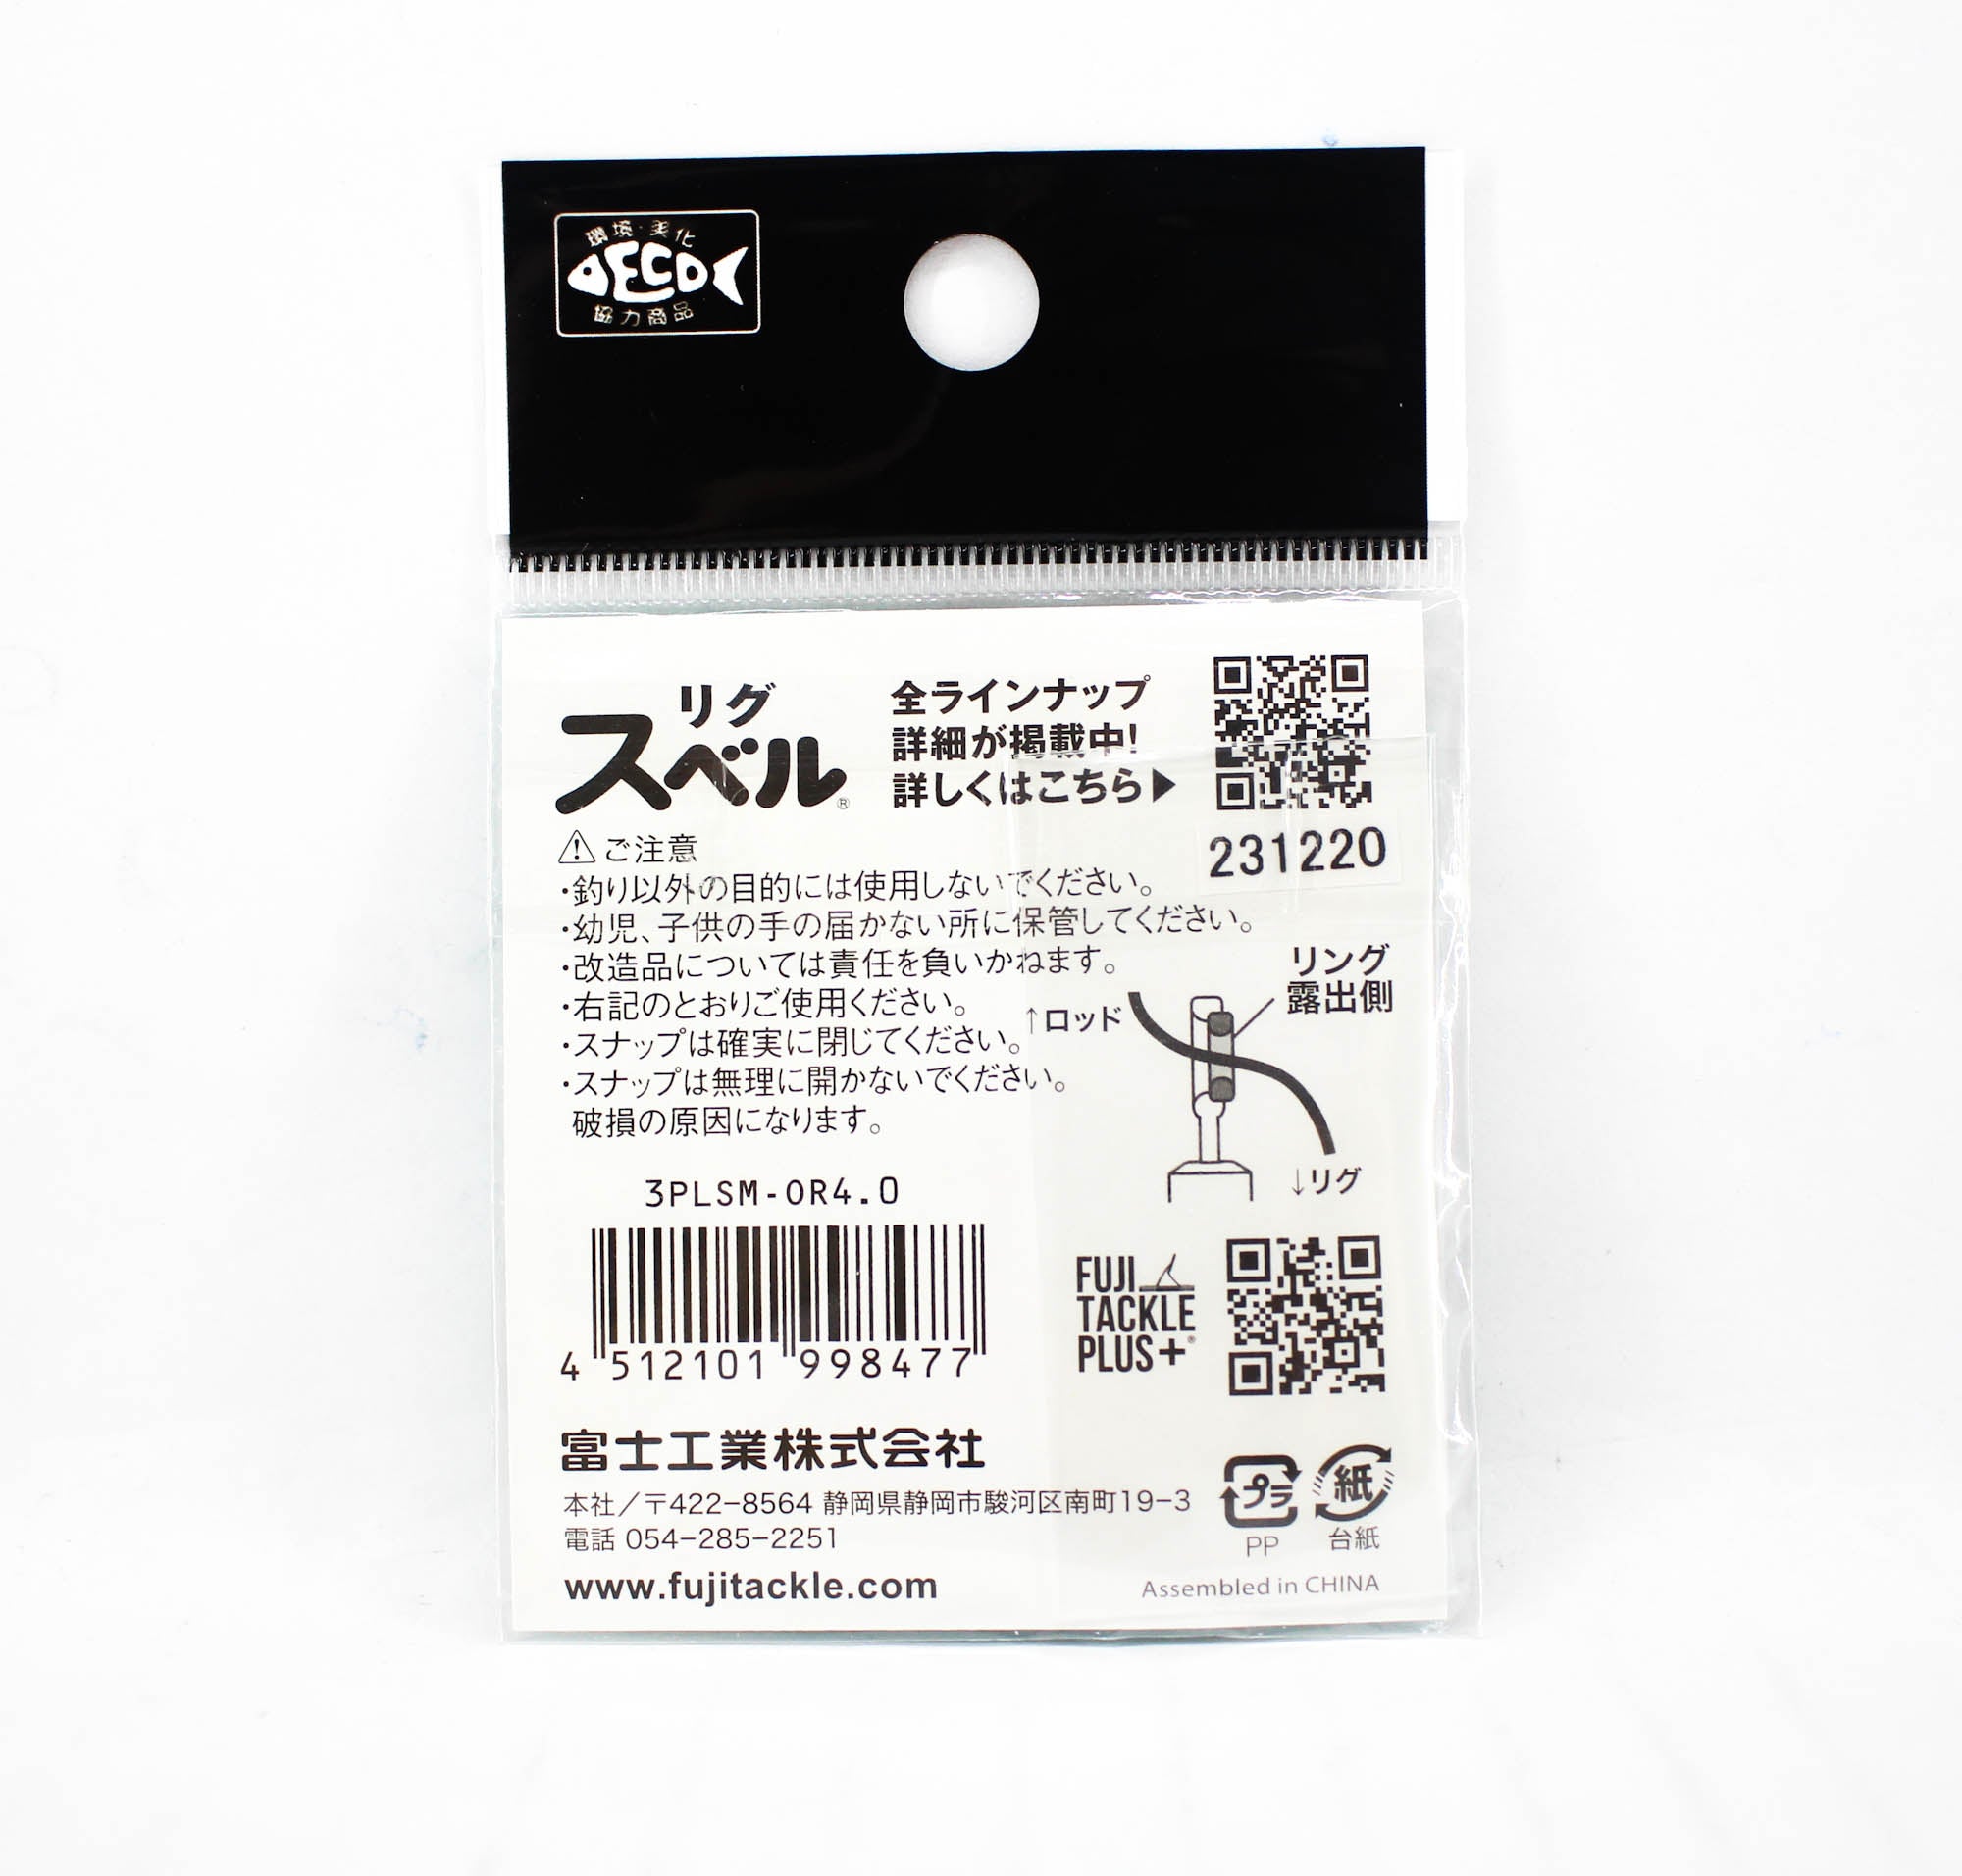 環境・美化
ECO
協力商品
リグ
スベル®
全ラインナップ
詳細が掲載中!
詳しくはこちら▶
231220
⚠ご注意
・釣り以外の目的には使用しないでください。
・幼児、子供の手の届かない所に保管してください。
・改造品については責任を負いかねます。
・右記のとおりご使用ください。
・スナップは確実に閉じてください。
・スナップは無理に開かないでください。
破損の原因になります。
リング
露出側
↑ロッド
↓リグ
3PLSM-OR4.0
4 512101 998477
FUJI
TACKLE
PLUS+®
富士工業株式会社
本社/〒422-8564 静岡県静岡市駿河区南町19-3
電話 054-285-2251
www.fujitackle.com
プラ
PP
紙
台紙
Assembled in CHINA